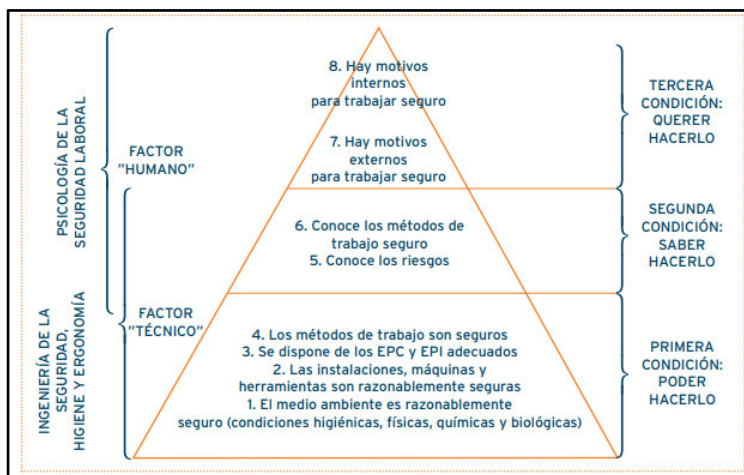 8. Hay motivos
internos
para trabajar seguro
7. Hay motivos
externos
para trabajar seguro
6. Conoce los métodos de
trabajo seguro
5. Conoce los riesgos
4. Los métodos de trabajo son seguros
3. Se dispone de los EPC y EPI adecuados
2. Las instalaciones, máquinas y
herramientas son razonablemente seguras
1. El medio ambiente es razonablemente
seguro (condiciones higiénicas, físicas, químicas y biológicas)
PSICOLOGÍA DE LA
SEGURIDAD LABORAL
FACTOR
"HUMANO"
INGENIERÍA DE LA
SEGURIDAD,
HIGIENE Y ERGONOMÍA
FACTOR
"TÉCNICO"
TERCERA
CONDICIÓN:
QUERER
HACERLO
SEGUNDA
CONDICIÓN:
SABER
HACERLO
PRIMERA
CONDICIÓN:
PODER
HACERLO